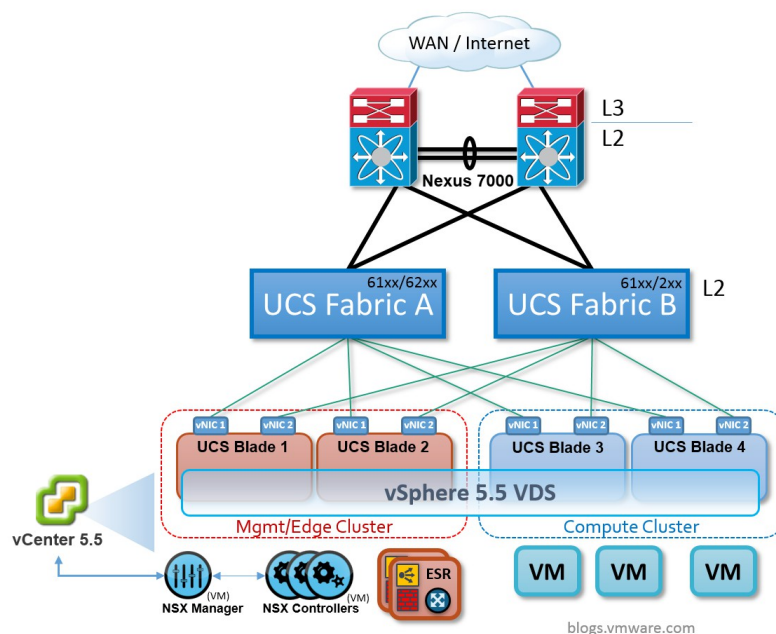 WAN / Internet
L3
L2
Nexus 7000
61xx/62xx
UCS Fabric A
61xx/2xx
UCS Fabric B
L2
vNIC 1
vNIC 2
vNIC 1
vNIC 2
vNIC 1
vNIC 2
vNIC 1
vNIC 2
UCS Blade 1
UCS Blade 2
UCS Blade 3
UCS Blade 4
vSphere 5.5 VDS
Mgmt/Edge Cluster
Compute Cluster
vCenter 5.5
NSX Manager
(VM)
NSX Controllers
(VM)
ESR
VM
VM
VM
blogs.vmware.com